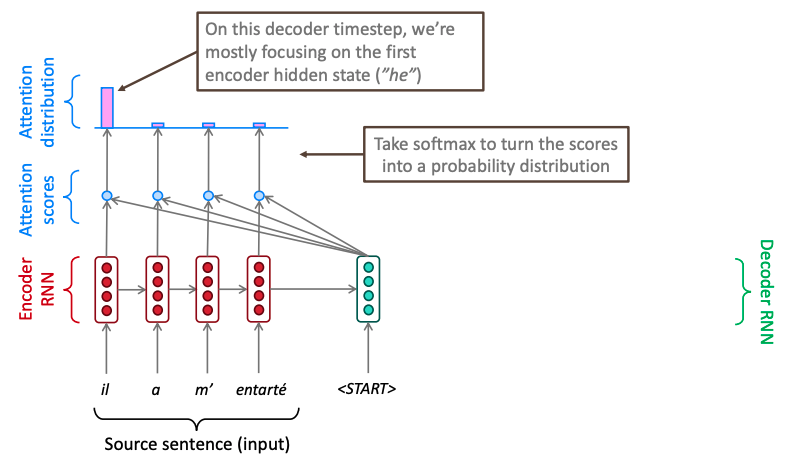 On this decoder timestep, we’re
mostly focusing on the first
encoder hidden state (”he”)
Attention
distribution
Take softmax to turn the scores
into a probability distribution
Attention
scores
Encoder
RNN
Decoder RNN
il
a
m’
entarté
<START>
Source sentence (input)